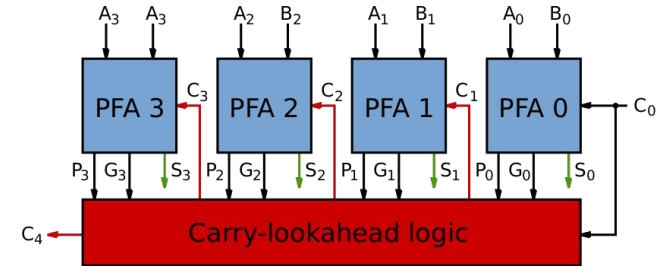 A3 A3 A2 B2 A1 B1 A0 B0
C3 C2 C1
PFA 3 PFA 2 PFA 1 PFA 0 C0
P3 G3 S3 P2 G2 S2 P1 G1 S1 P0 G0 S0
C4 Carry-lookahead logic